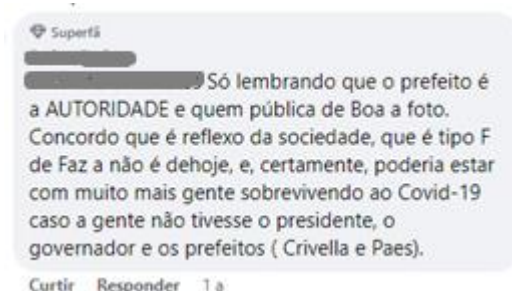 Superfã
Só lembrando que o prefeito é
a AUTORIDADE e quem pública de Boa a foto.
Concordo que é reflexo da sociedade, que é tipo F
de Faz a não é dehoje, e, certamente, poderia estar
com muito mais gente sobrevivendo ao Covid-19
caso a gente não tivesse o presidente, o
governador e os prefeitos ( Crivella e Paes).
Curtir Responder 1 a